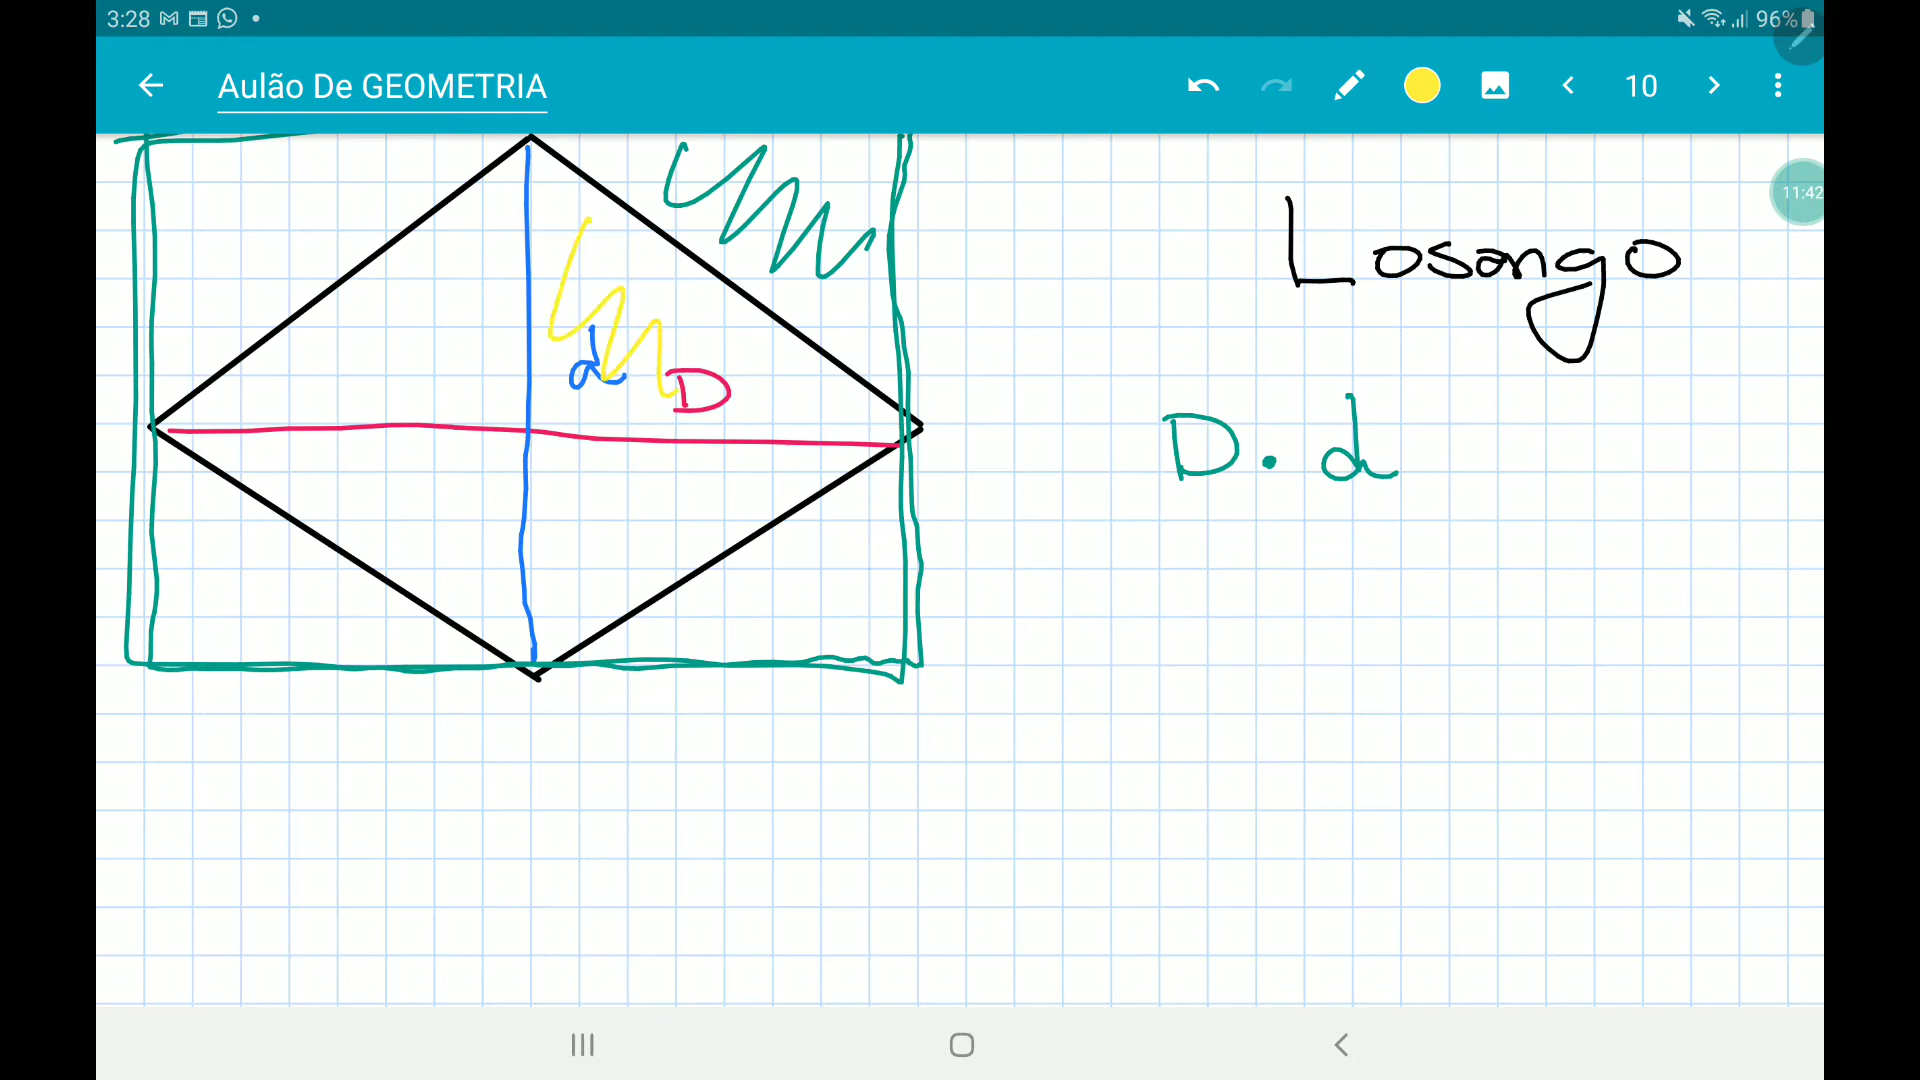 3:28 96%
Aulão De GEOMETRIA 10
11:42
Losango
d D
D. d